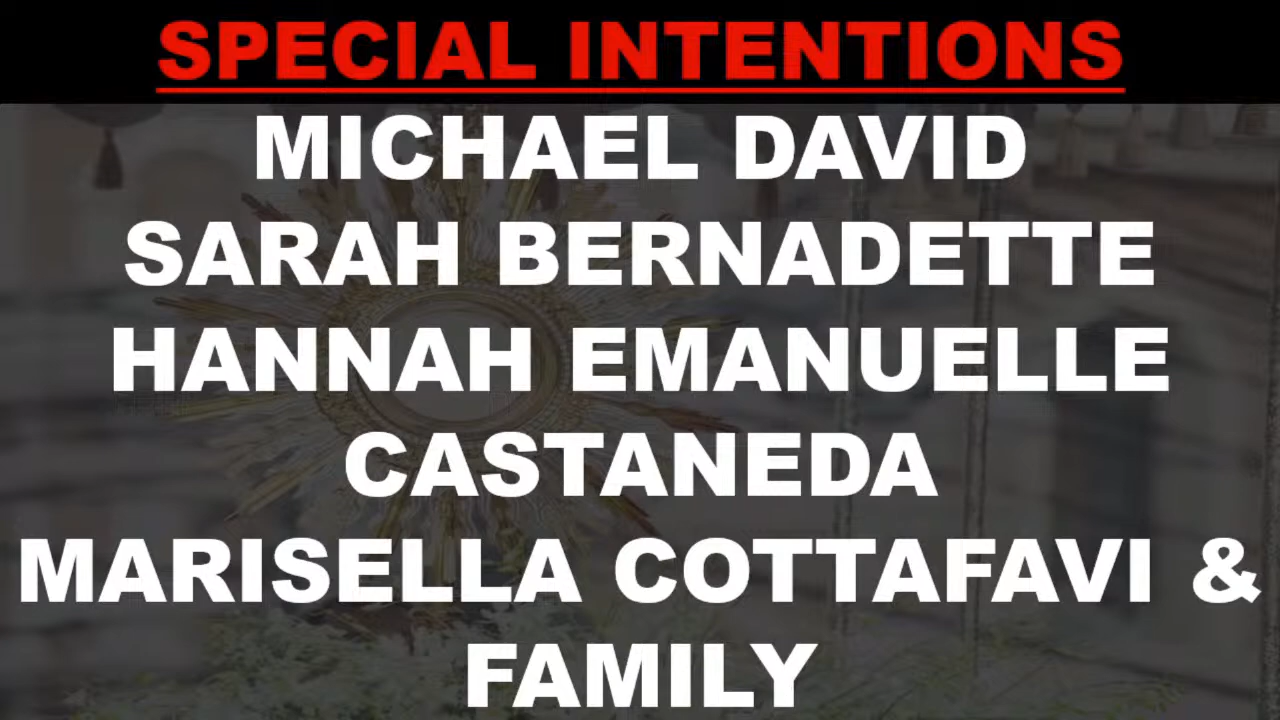 SPECIAL INTENTIONS
MICHAEL DAVID
SARAH BERNADETTE
HANNAH EMANUELLE
CASTANEDA
MARISELLA COTTAFAVI &
FAMILY